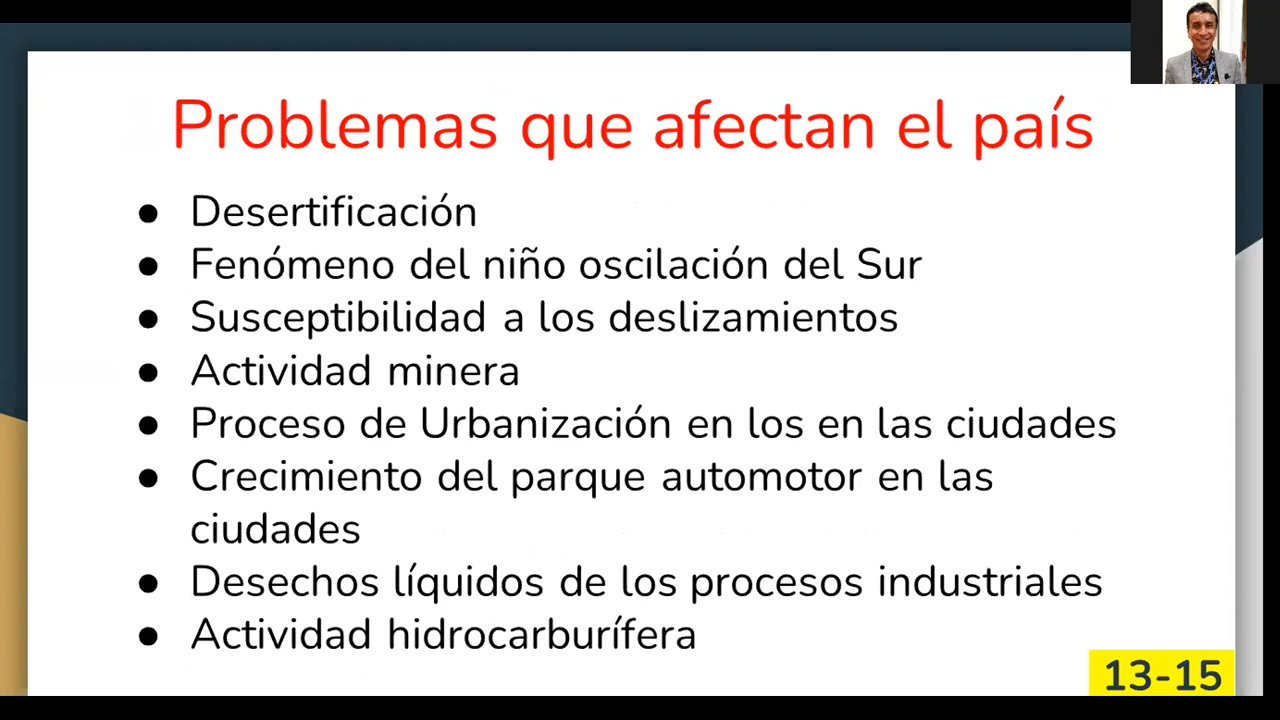 Problemas que afectan el país
● Desertificación
● Fenómeno del niño oscilación del Sur
● Susceptibilidad a los deslizamientos
● Actividad minera
● Proceso de Urbanización en los en las ciudades
● Crecimiento del parque automotor en las
ciudades
● Desechos líquidos de los procesos industriales
● Actividad hidrocarburífera
13-15